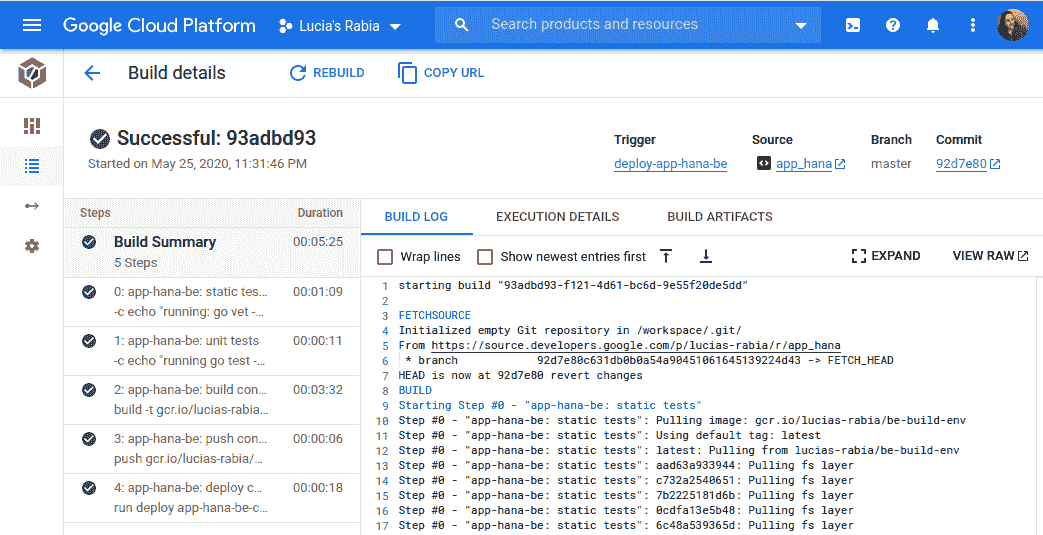 Google Cloud Platform Lucia's Rabia Search products and resources
Build details REBUILD COPY URL
Successful: 93adbd93
Started on May 25, 2020, 11:31:46 PM
Trigger Source Branch Commit
deploy-app-hana-be app_hana master 92d7e80
Steps Duration
Build Summary 00:05:25
5 Steps
0: app-hana-be: static tes... 00:01:09
-c echo "running: go vet -...
1: app-hana-be: unit tests 00:00:11
-c echo "running go test -...
2: app-hana-be: build con... 00:03:32
build -t gcr.io/lucias-rabia...
3: app-hana-be: push con... 00:00:06
push gcr.io/lucias-rabia/...
4: app-hana-be: deploy c... 00:00:18
run deploy app-hana-be-c...
BUILD LOG EXECUTION DETAILS BUILD ARTIFACTS
Wrap lines Show newest entries first EXPAND VIEW RAW
1 starting build "93adbd93-f121-4d61-bc6d-9e55f20de5dd"
2
3 FETCHSOURCE
4 Initialized empty Git repository in /workspace/.git/
5 From https://source.developers.google.com/p/lucias-rabia/r/app_hana
6 * branch 92d7e80c631db0b0a54a90451061645139224d43 -> FETCH_HEAD
7 HEAD is now at 92d7e80 revert changes
8 BUILD
9 Starting Step #0 - "app-hana-be: static tests"
10 Step #0 - "app-hana-be: static tests": Pulling image: gcr.io/lucias-rabia/be-build-env
11 Step #0 - "app-hana-be: static tests": Using default tag: latest
12 Step #0 - "app-hana-be: static tests": latest: Pulling from lucias-rabia/be-build-env
13 Step #0 - "app-hana-be: static tests": aad63a933944: Pulling fs layer
14 Step #0 - "app-hana-be: static tests": c732a2540651: Pulling fs layer
15 Step #0 - "app-hana-be: static tests": 7b2225181d6b: Pulling fs layer
16 Step #0 - "app-hana-be: static tests": 0cdfa13e5b48: Pulling fs layer
17 Step #0 - "app-hana-be: static tests": 6c48a539365d: Pulling fs layer